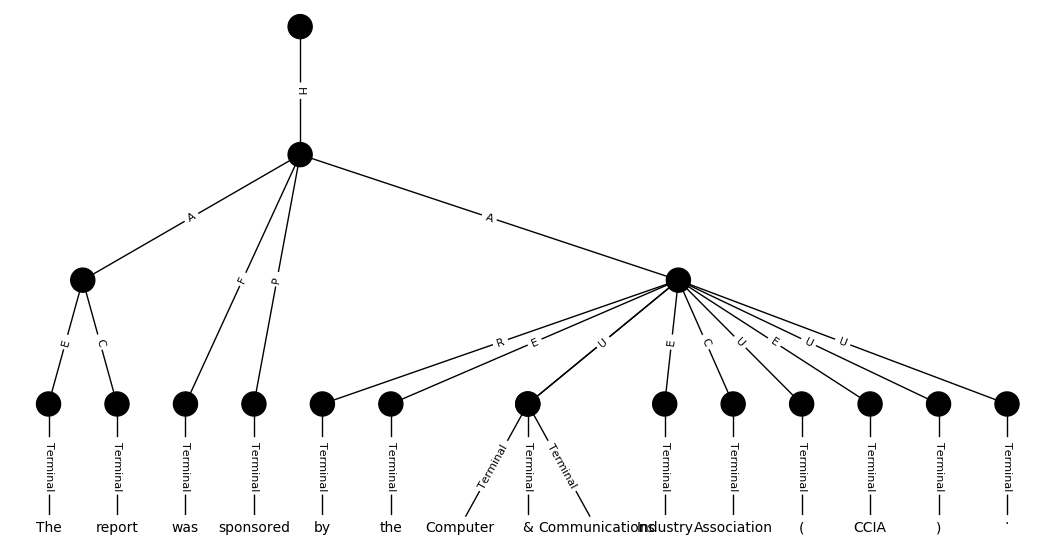 H
A A
F P
E C R E U E C U E U U
Terminal Terminal Terminal Terminal Terminal Terminal Terminal Terminal Terminal Terminal Terminal Terminal Terminal Terminal Terminal
The report was sponsored by the Computer & Communications Industry Association ( CCIA ) .